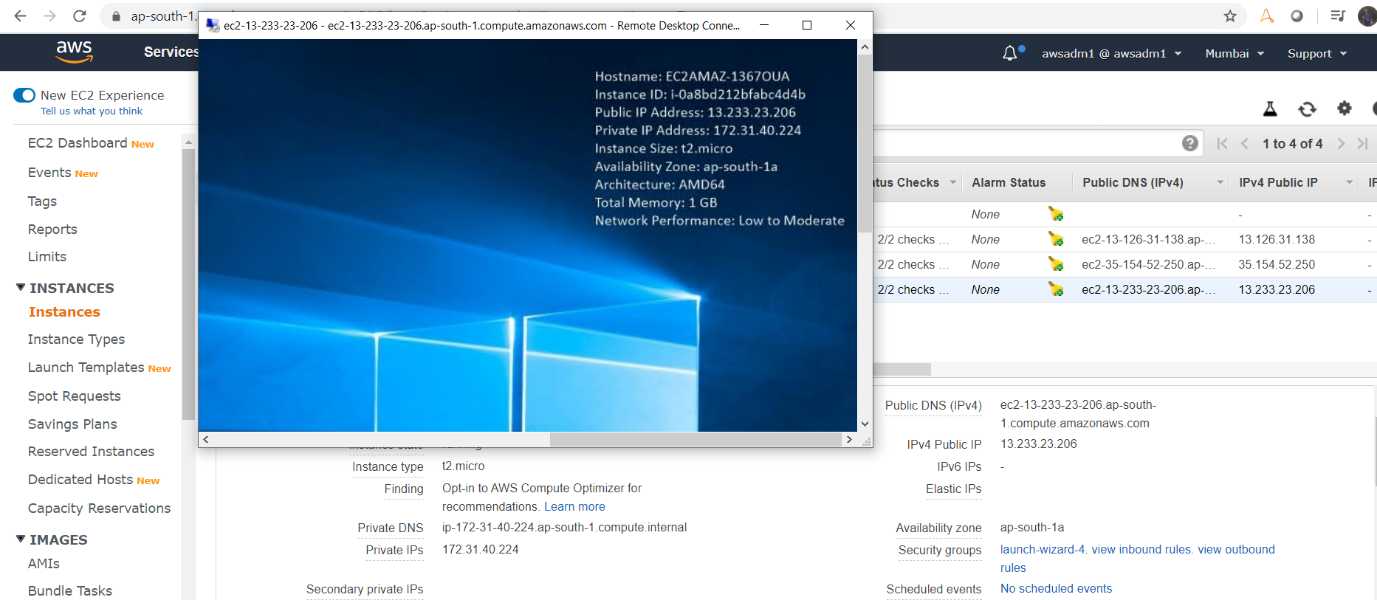 ap-south-1.
ec2-13-233-23-206 - ec2-13-233-23-206.ap-south-1.compute.amazonaws.com - Remote Desktop Conne...
aws
Services
awsadm1 @ awsadm1
Mumbai
Support
New EC2 Experience
Tell us what you think
EC2 Dashboard New
Events New
Tags
Reports
Limits
INSTANCES
Instances
Instance Types
Launch Templates New
Spot Requests
Savings Plans
Reserved Instances
Dedicated Hosts New
Capacity Reservations
IMAGES
AMIs
Bundle Tasks
Hostname: EC2AMAZ-1367OUA
Instance ID: i-0a8bd212bfabc4d4b
Public IP Address: 13.233.23.206
Private IP Address: 172.31.40.224
Instance Size: t2.micro
Availability Zone: ap-south-1a
Architecture: AMD64
Total Memory: 1 GB
Network Performance: Low to Moderate
1 to 4 of 4
Checks Alarm Status Public DNS (IPv4) IPv4 Public IP
None - -
2/2 checks ... None ec2-13-126-31-138.ap-... 13.126.31.138 -
2/2 checks ... None ec2-35-154-52-250.ap-... 35.154.52.250 -
2/2 checks ... None ec2-13-233-23-206.ap-... 13.233.23.206 -
Instance type t2.micro
Finding Opt-in to AWS Compute Optimizer for
recommendations. Learn more
Private DNS ip-172-31-40-224.ap-south-1.compute.internal
Private IPs 172.31.40.224
Secondary private IPs
Public DNS (IPv4) ec2-13-233-23-206.ap-south-
1.compute.amazonaws.com
IPv4 Public IP 13.233.23.206
IPv6 IPs -
Elastic IPs
Availability zone ap-south-1a
Security groups launch-wizard-4. view inbound rules. view outbound
rules
Scheduled events No scheduled events